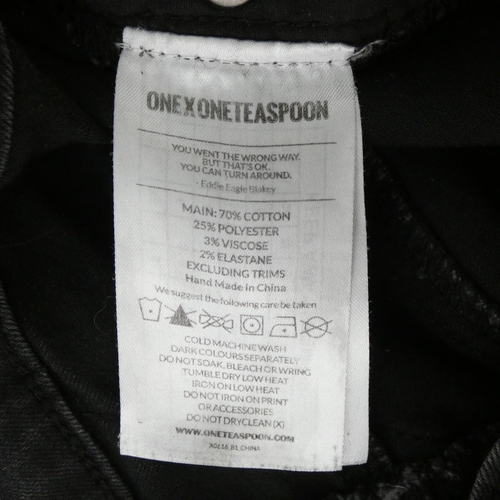 ONEXONETEASPOON
YOU WENT THE WRONG WAY.
BUT THAT'S OK.
YOU CAN TURN AROUND.
- Eddie Eagle Blakey
MAIN: 70% COTTON
25% POLYESTER
3% VISCOSE
2% ELASTANE
EXCLUDING TRIMS
Hand Made in China
We suggest the following care be taken
COLD MACHINE WASH
DARK COLOURS SEPARATELY
DO NOT SOAK, BLEACH OR WRING
TUMBLE DRY LOW HEAT
IRON ON LOW HEAT
DO NOT IRON ON PRINT
OR ACCESSORIES
DO NOT DRYCLEAN (X)
WWW.ONETEASPOON.COM
CHINA